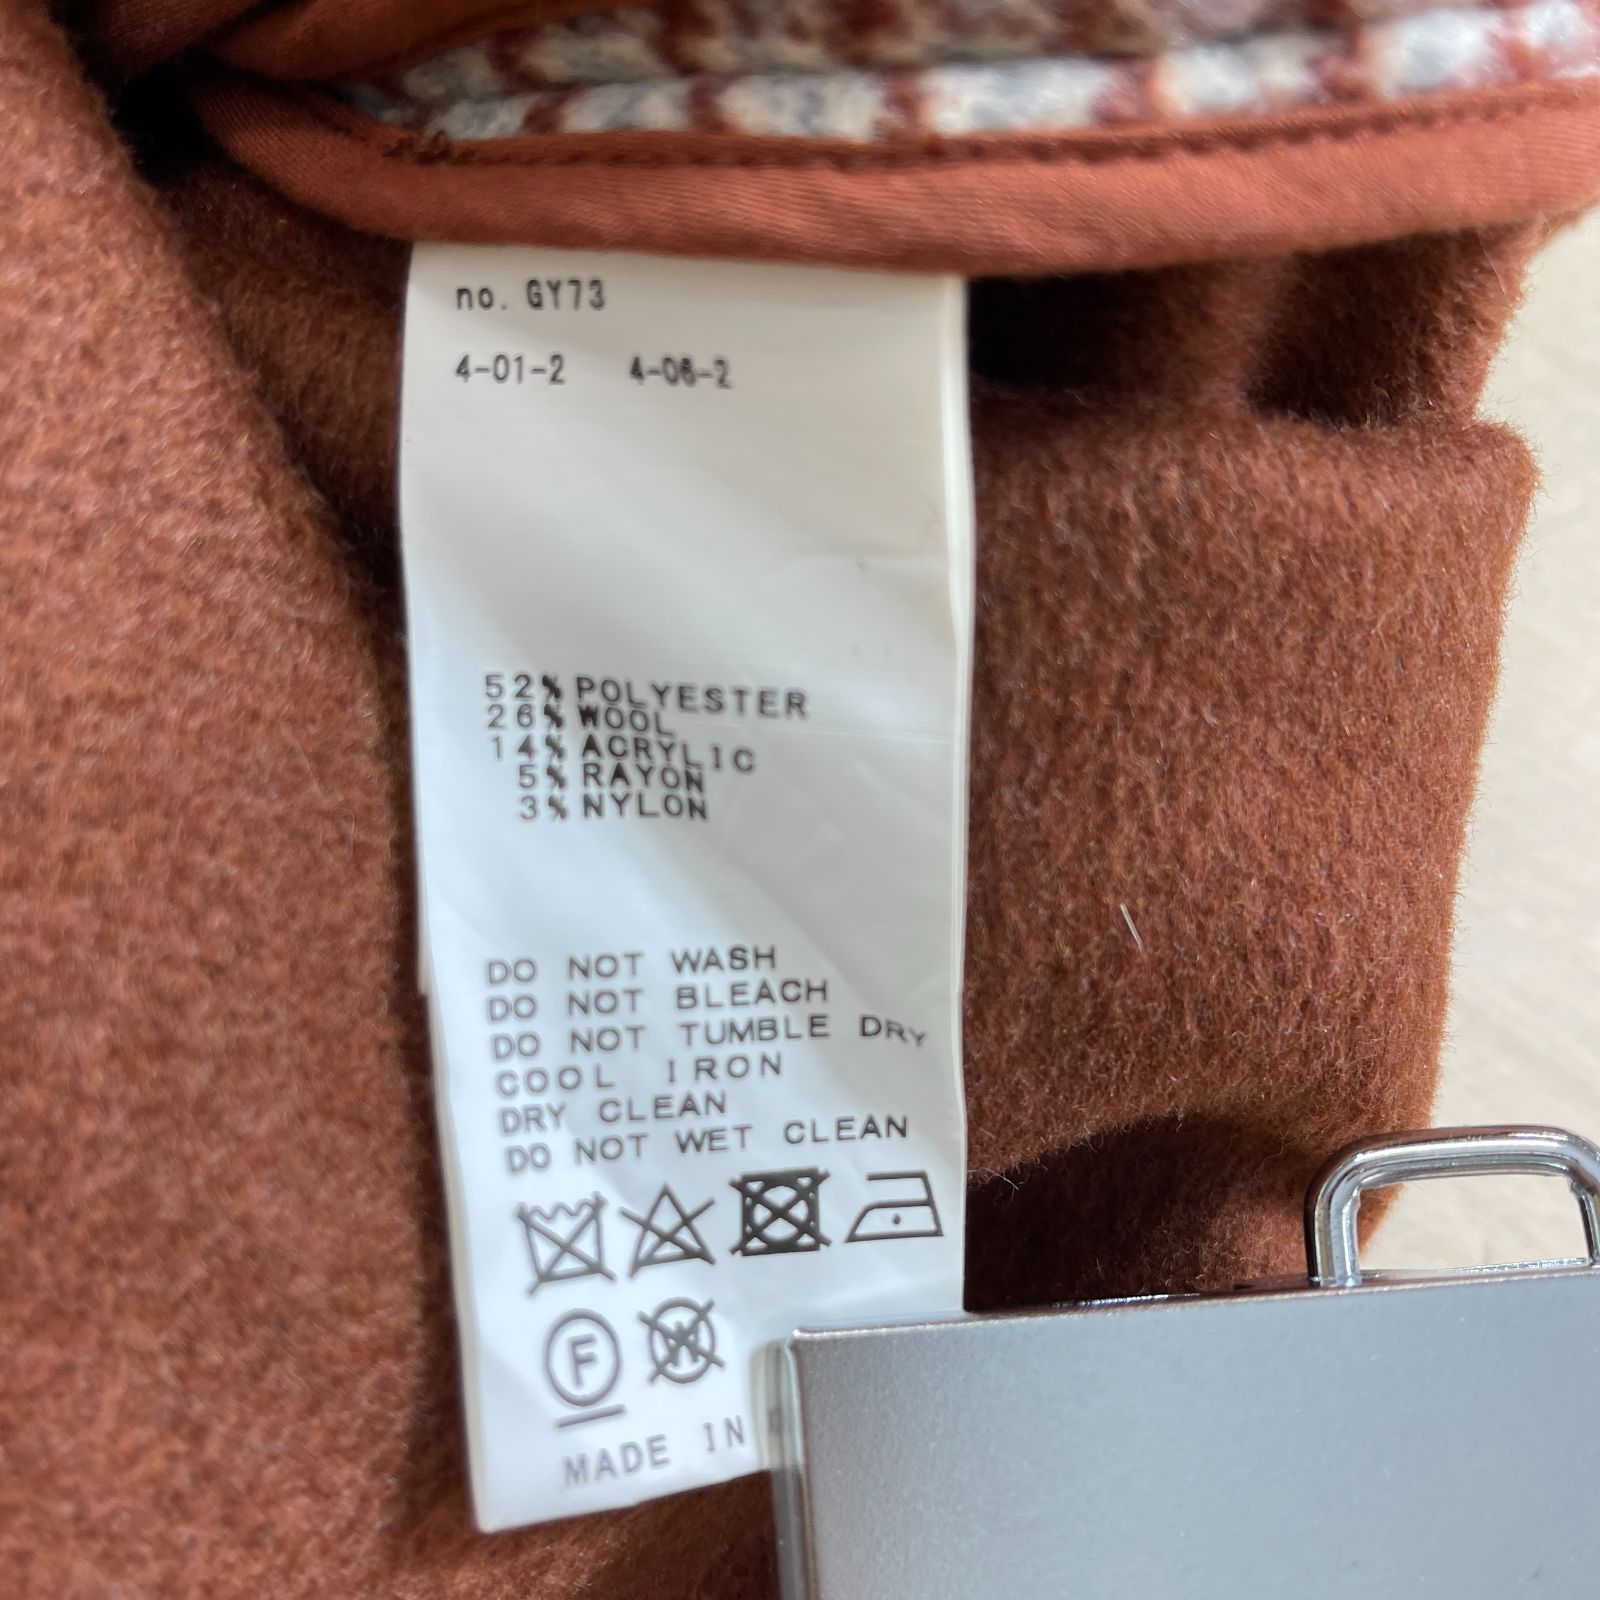 no. GY73
4-01-2 4-06-2
52% POLYESTER
26% WOOL
14% ACRYLIC
5% RAYON
3% NYLON
DO NOT WASH
DO NOT BLEACH
DO NOT TUMBLE DRY
COOL IRON
DRY CLEAN
DO NOT WET CLEAN
F W
MADE IN